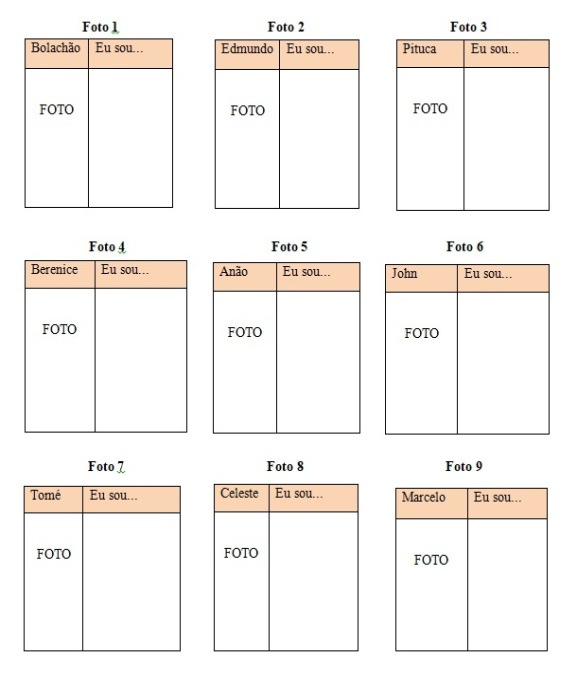 Foto 1 Foto 2 Foto 3
Bolachão Eu sou... Edmundo Eu sou... Pituca Eu sou...
FOTO FOTO FOTO
Foto 4 Foto 5 Foto 6
Berenice Eu sou... Anão Eu sou... John Eu sou...
FOTO FOTO FOTO
Foto 7 Foto 8 Foto 9
Tomé Eu sou... Celeste Eu sou... Marcelo Eu sou...
FOTO FOTO FOTO